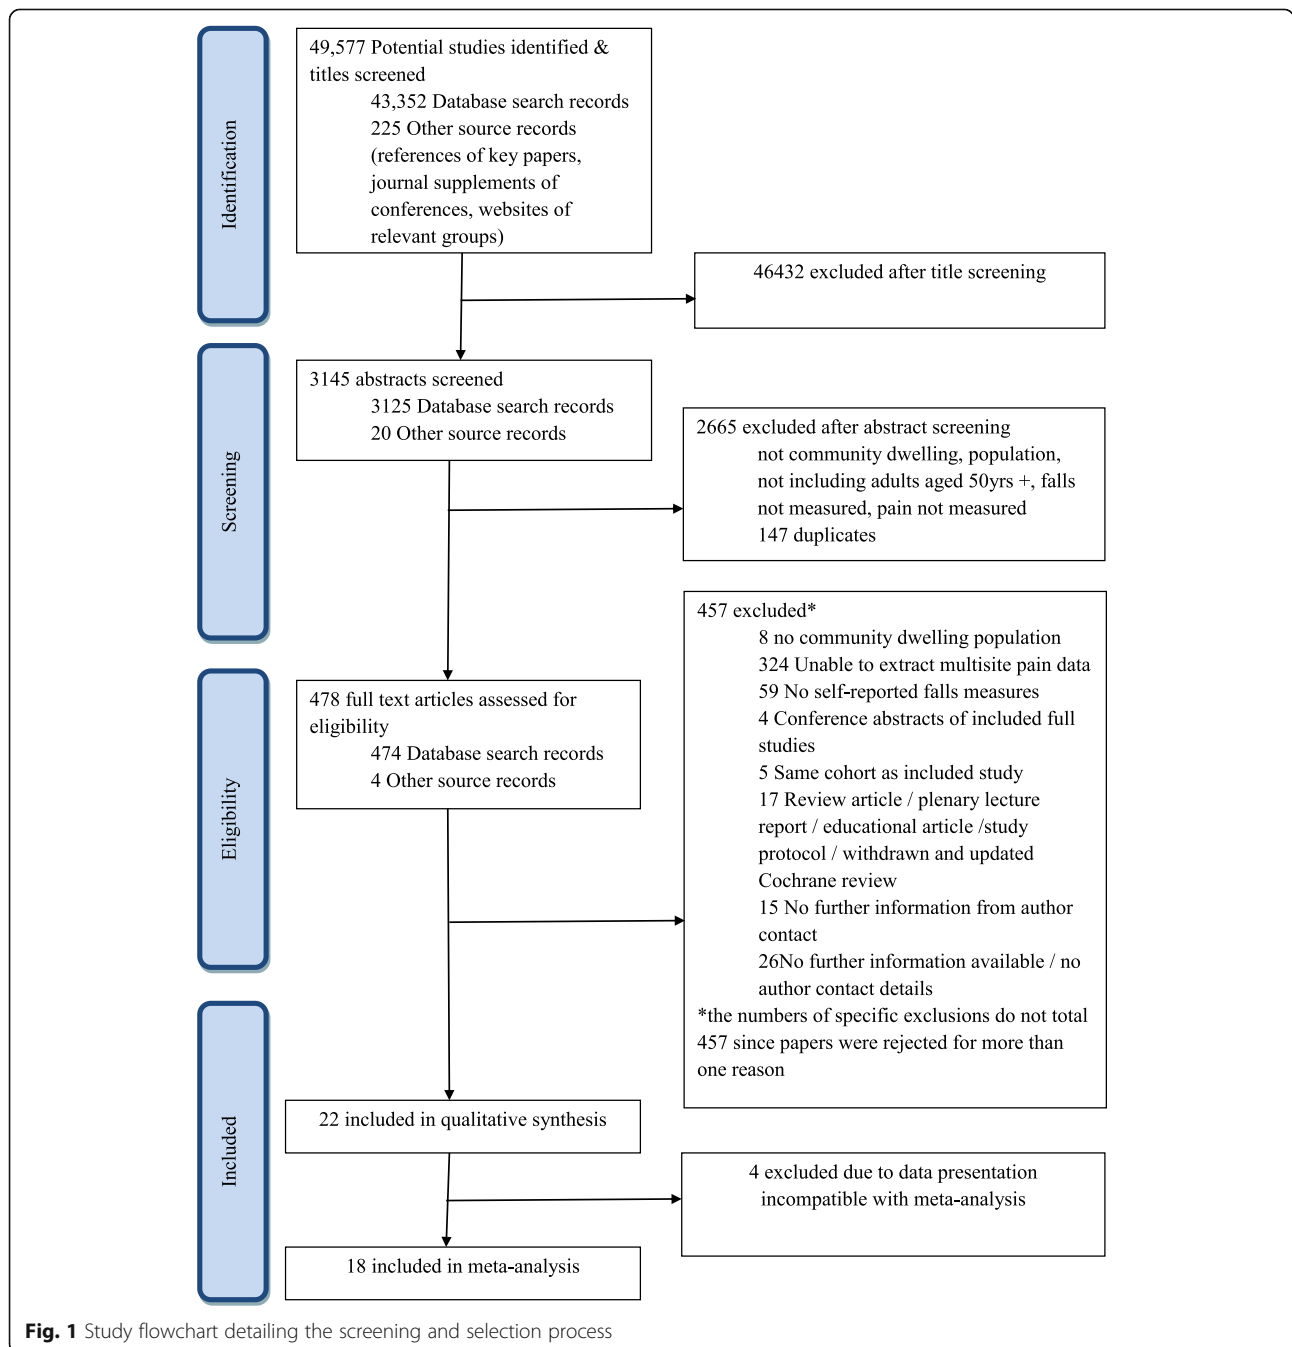 Identification
49,577 Potential studies identified &
titles screened
43,352 Database search records
225 Other source records
(references of key papers,
journal supplements of
conferences, websites of
relevant groups)
46432 excluded after title screening
Screening
3145 abstracts screened
3125 Database search records
20 Other source records
2665 excluded after abstract screening
not community dwelling, population,
not including adults aged 50yrs +, falls
not measured, pain not measured
147 duplicates
Eligibility
478 full text articles assessed for
eligibility
474 Database search records
4 Other source records
457 excluded*
8 no community dwelling population
324 Unable to extract multisite pain data
59 No self-reported falls measures
4 Conference abstracts of included full
studies
5 Same cohort as included study
17 Review article / plenary lecture
report / educational article /study
protocol / withdrawn and updated
Cochrane review
15 No further information from author
contact
26No further information available / no
author contact details
*the numbers of specific exclusions do not total
457 since papers were rejected for more than
one reason
Included
22 included in qualitative synthesis
4 excluded due to data presentation
incompatible with meta-analysis
18 included in meta-analysis
Fig. 1 Study flowchart detailing the screening and selection process